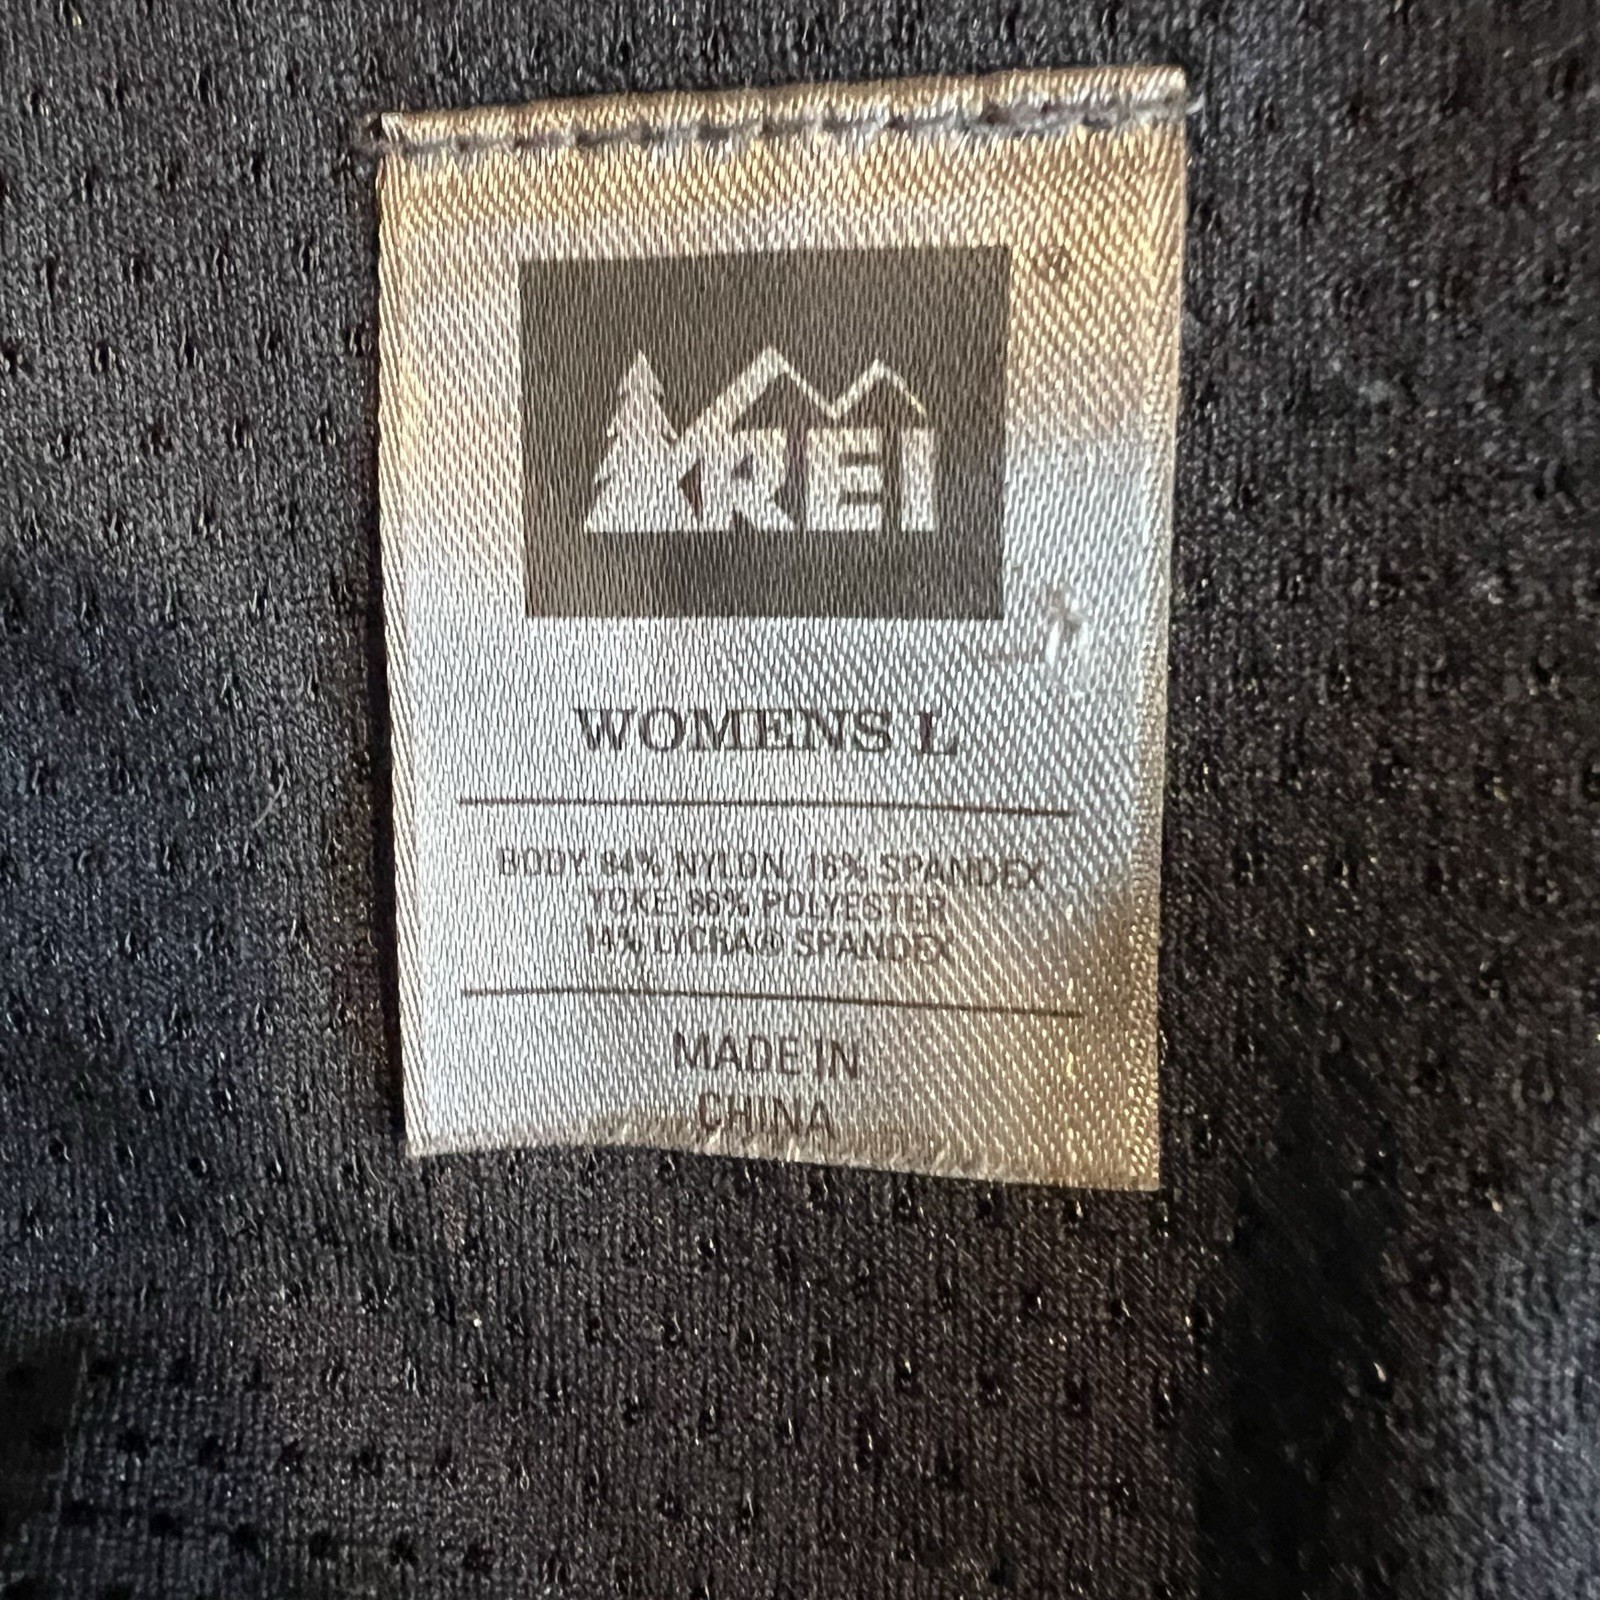 REI
®
WOMENS L
BODY: 84% NYLON, 16% SPANDEX
YOKE: 86% POLYESTER
14% LYCRA® SPANDEX
MADE IN
CHINA